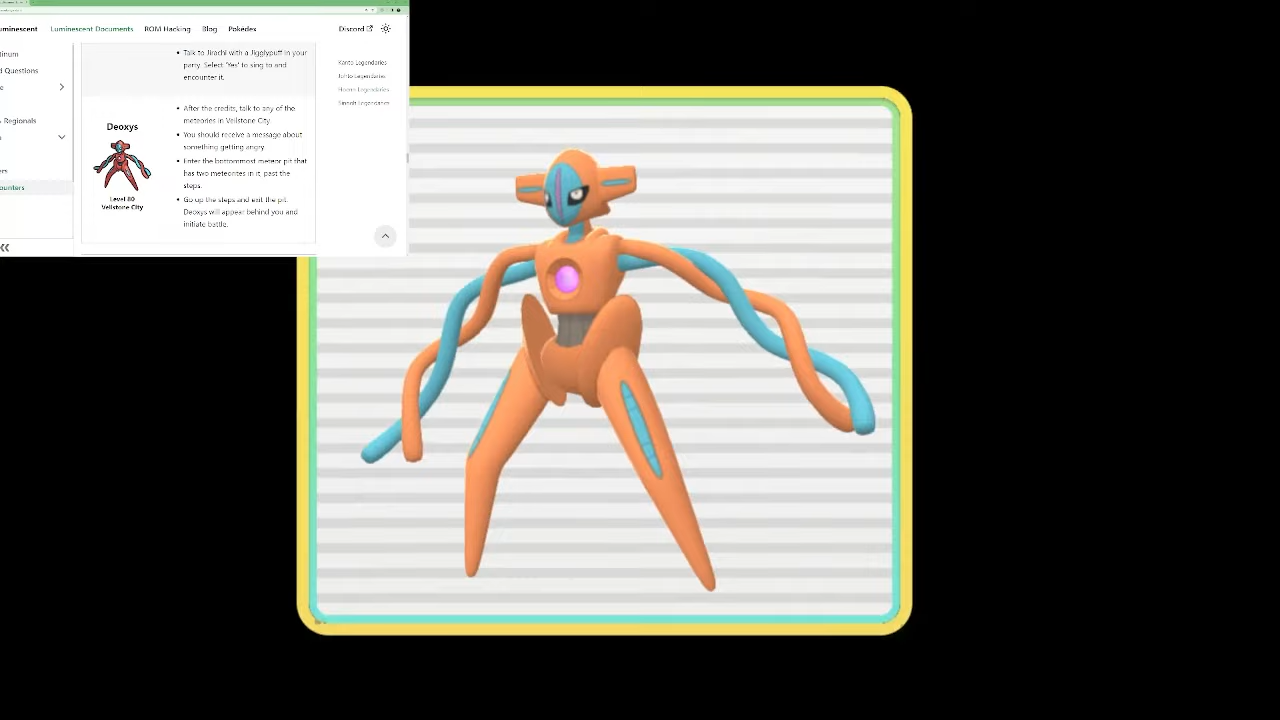 uminescent Luminescent Documents ROM Hacking Blog Pokédex Discord
tinum
d Questions
e
& Regionals
s
ers
ounters
Talk to Jirachi with a Jigglypuff in your
party. Select 'Yes' to sing to and
encounter it.
Deoxys
Level 80
Veilstone City
After the credits, talk to any of the
meteorites in Veilstone City.
You should receive a message about
something getting angry.
Enter the bottommost meteor pit that
has two meteorites in it, past the
steps.
Go up the steps and exit the pit.
Deoxys will appear behind you and
initiate battle.
Kanto Legendaries
Johto Legendaries
Hoenn Legendaries
Sinnoh Legendaries